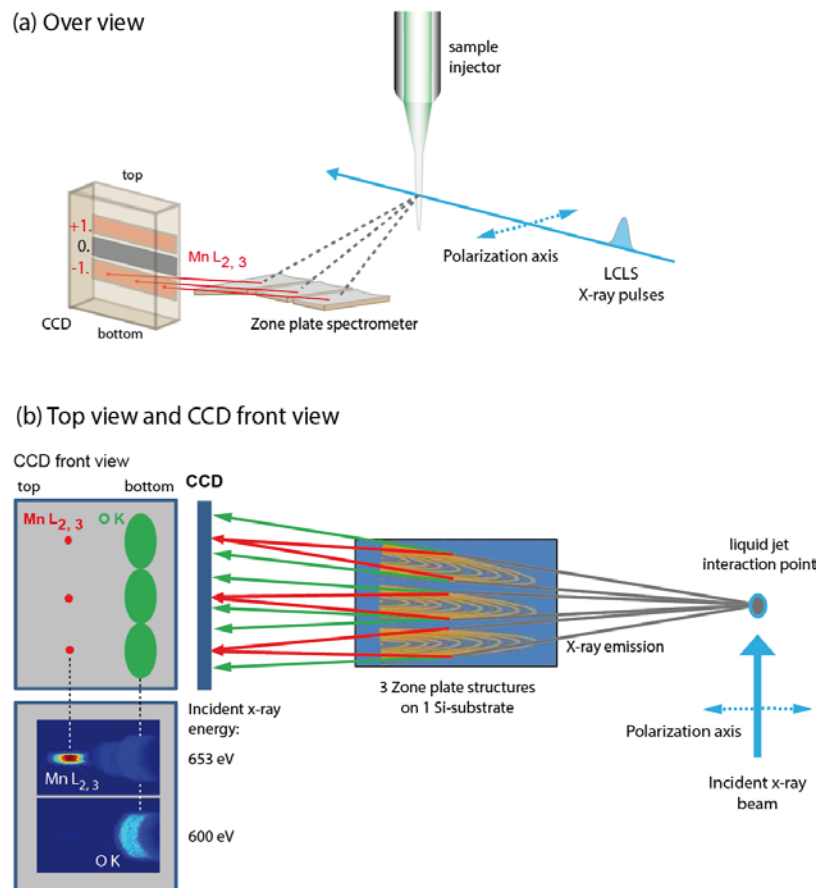 (a) Over view
sample
injector
top
+1.
0.
-1.
Mn L2, 3
CCD
bottom
Zone plate spectrometer
Polarization axis
LCLS
X-ray pulses
(b) Top view and CCD front view
CCD front view
top
bottom
CCD
Mn L2, 3
O K
liquid jet
interaction point
X-ray emission
3 Zone plate structures
on 1 Si-substrate
Incident x-ray
energy:
653 eV
Mn L2, 3
600 eV
O K
Polarization axis
Incident x-ray
beam